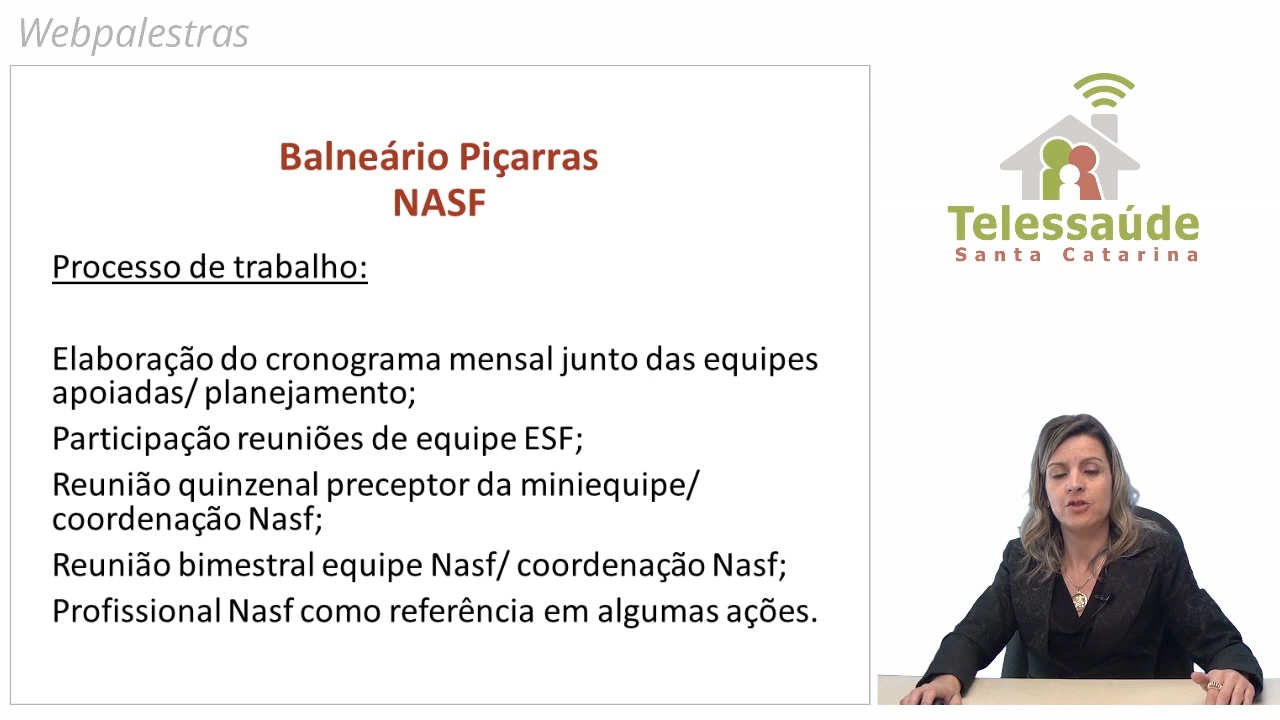 Webpalestras
Balneário Piçarras
NASF
Processo de trabalho:
Elaboração do cronograma mensal junto das equipes
apoiadas/ planejamento;
Participação reuniões de equipe ESF;
Reunião quinzenal preceptor da miniequipe/
coordenação Nasf;
Reunião bimestral equipe Nasf/ coordenação Nasf;
Profissional Nasf como referência em algumas ações.
Telessaúde
Santa Catarina